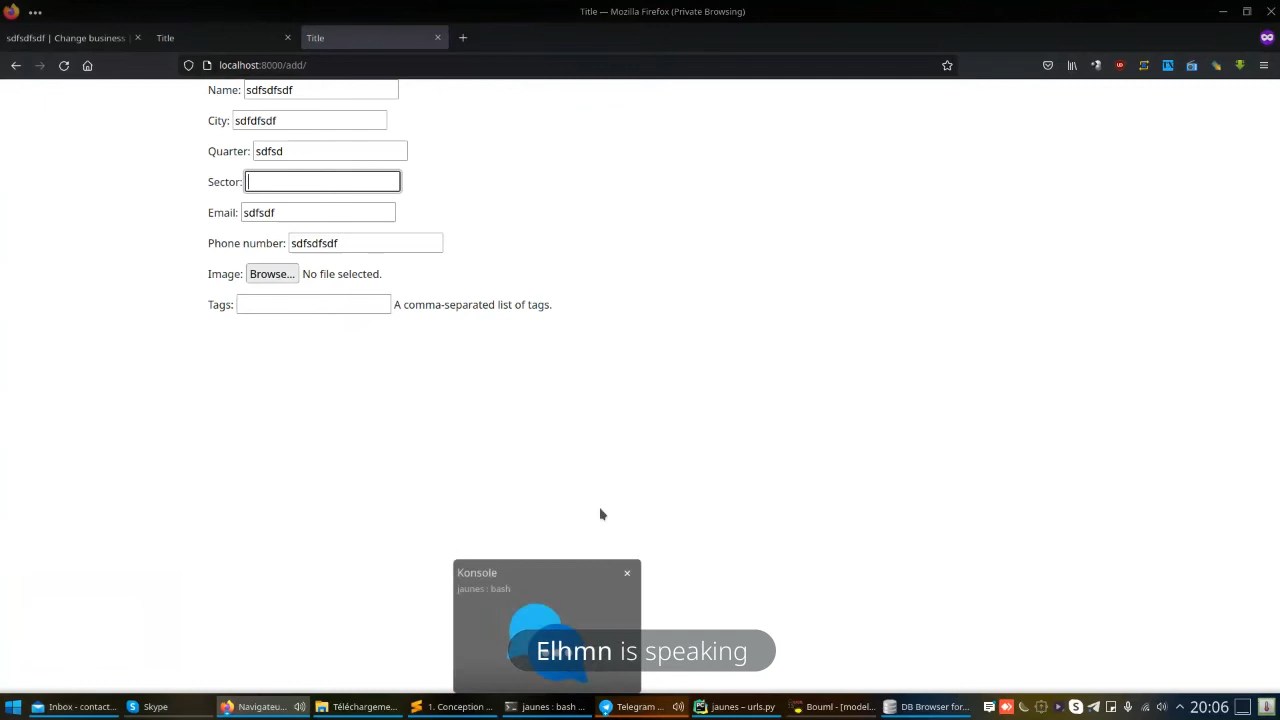 Title — Mozilla Firefox (Private Browsing)
sdfsdfsdf | Change business
Title
Title
localhost:8000/add/
Name: sdfsdfsdf
City: sdfdfsdf
Quarter: sdfsd
Sector:
Email: sdfsdf
Phone number: sdfsdfsdf
Image: Browse... No file selected.
Tags: A comma-separated list of tags.
Konsole
jaunes : bash
Elhmn is speaking
Inbox - contact...
Skype
Navigateu...
Téléchargeme...
1. Conception ...
jaunes : bash ...
Telegram ...
jaunes – urls.py
Bouml - [model...
DB Browser for...
20:06